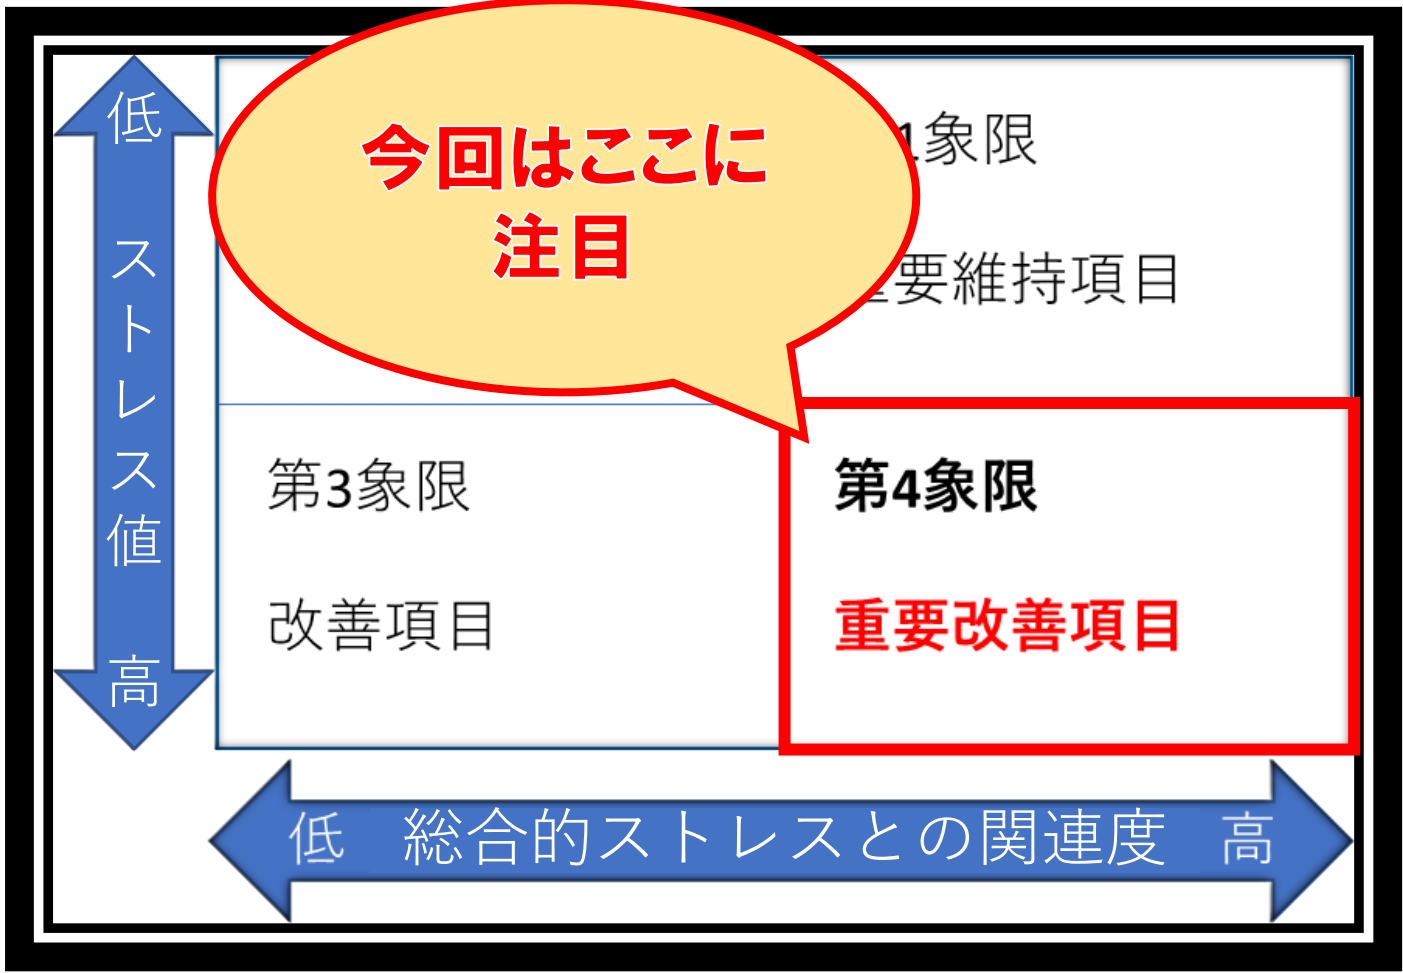 今回はここに
注目
1象限
要維持項目
低 ストレス値 高
第3象限
改善項目
第4象限
重要改善項目
低 総合的ストレスとの関連度 高